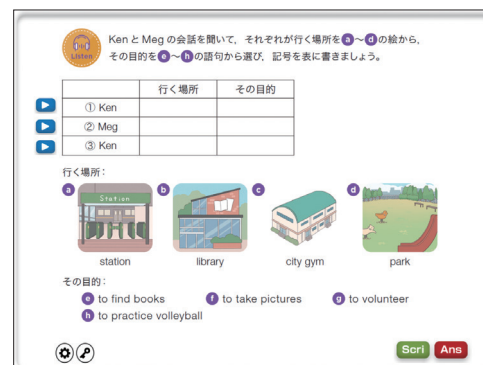 Listen
Ken と Meg の会話を聞いて，それぞれが行く場所を a ～ d の絵から，
その目的を e ～ h の語句から選び，記号を表に書きましょう。
行く場所 その目的
① Ken
② Meg
③ Ken
行く場所：
a b c d
Station
station library city gym park
その目的：
e to find books f to take pictures g to volunteer
h to practice volleyball
Scri Ans